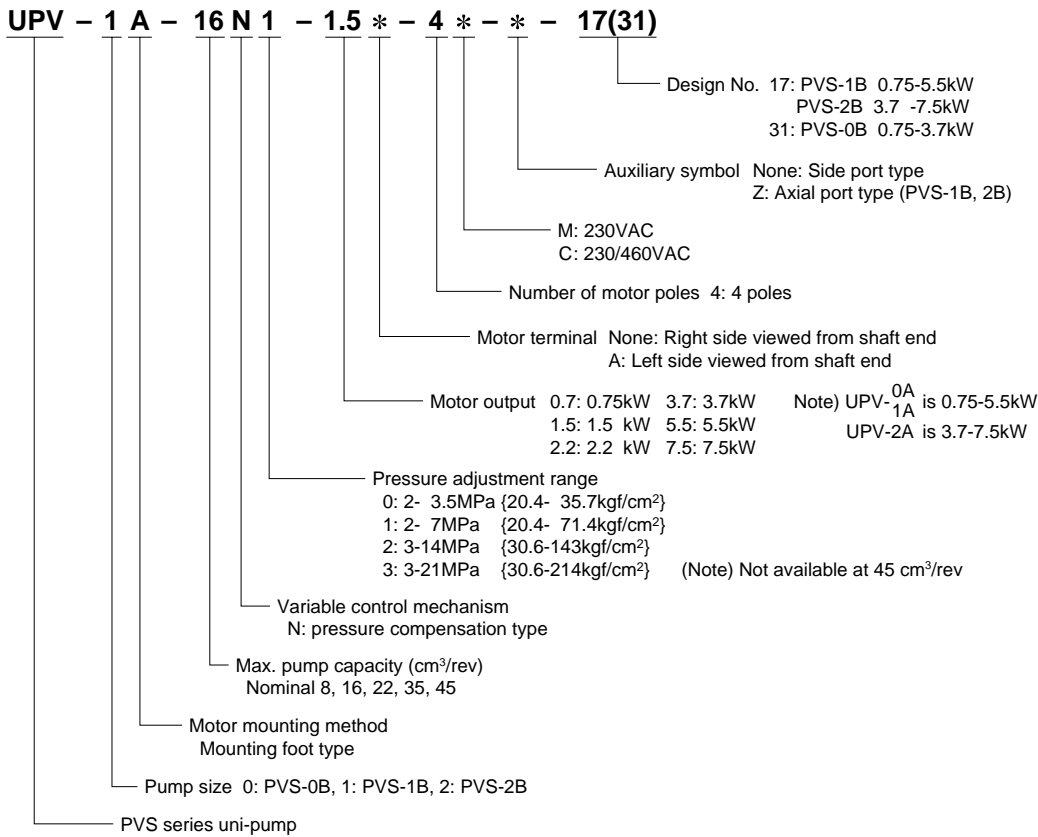 UPV – 1 A – 16 N 1 – 1.5 * – 4 * – * – 17(31)
Design No. 17: PVS-1B 0.75-5.5kW
PVS-2B 3.7 -7.5kW
31: PVS-0B 0.75-3.7kW
Auxiliary symbol None: Side port type
Z: Axial port type (PVS-1B, 2B)
M: 230VAC
C: 230/460VAC
Number of motor poles 4: 4 poles
Motor terminal None: Right side viewed from shaft end
A: Left side viewed from shaft end
Motor output 0.7: 0.75kW 3.7: 3.7kW Note) UPV-0A/1A is 0.75-5.5kW
1.5: 1.5 kW 5.5: 5.5kW UPV-2A is 3.7-7.5kW
2.2: 2.2 kW 7.5: 7.5kW
Pressure adjustment range
0: 2- 3.5MPa {20.4- 35.7kgf/cm²}
1: 2- 7MPa {20.4- 71.4kgf/cm²}
2: 3-14MPa {30.6-143kgf/cm²}
3: 3-21MPa {30.6-214kgf/cm²} (Note) Not available at 45 cm³/rev
Variable control mechanism
N: pressure compensation type
Max. pump capacity (cm³/rev)
Nominal 8, 16, 22, 35, 45
Motor mounting method
Mounting foot type
Pump size 0: PVS-0B, 1: PVS-1B, 2: PVS-2B
PVS series uni-pump